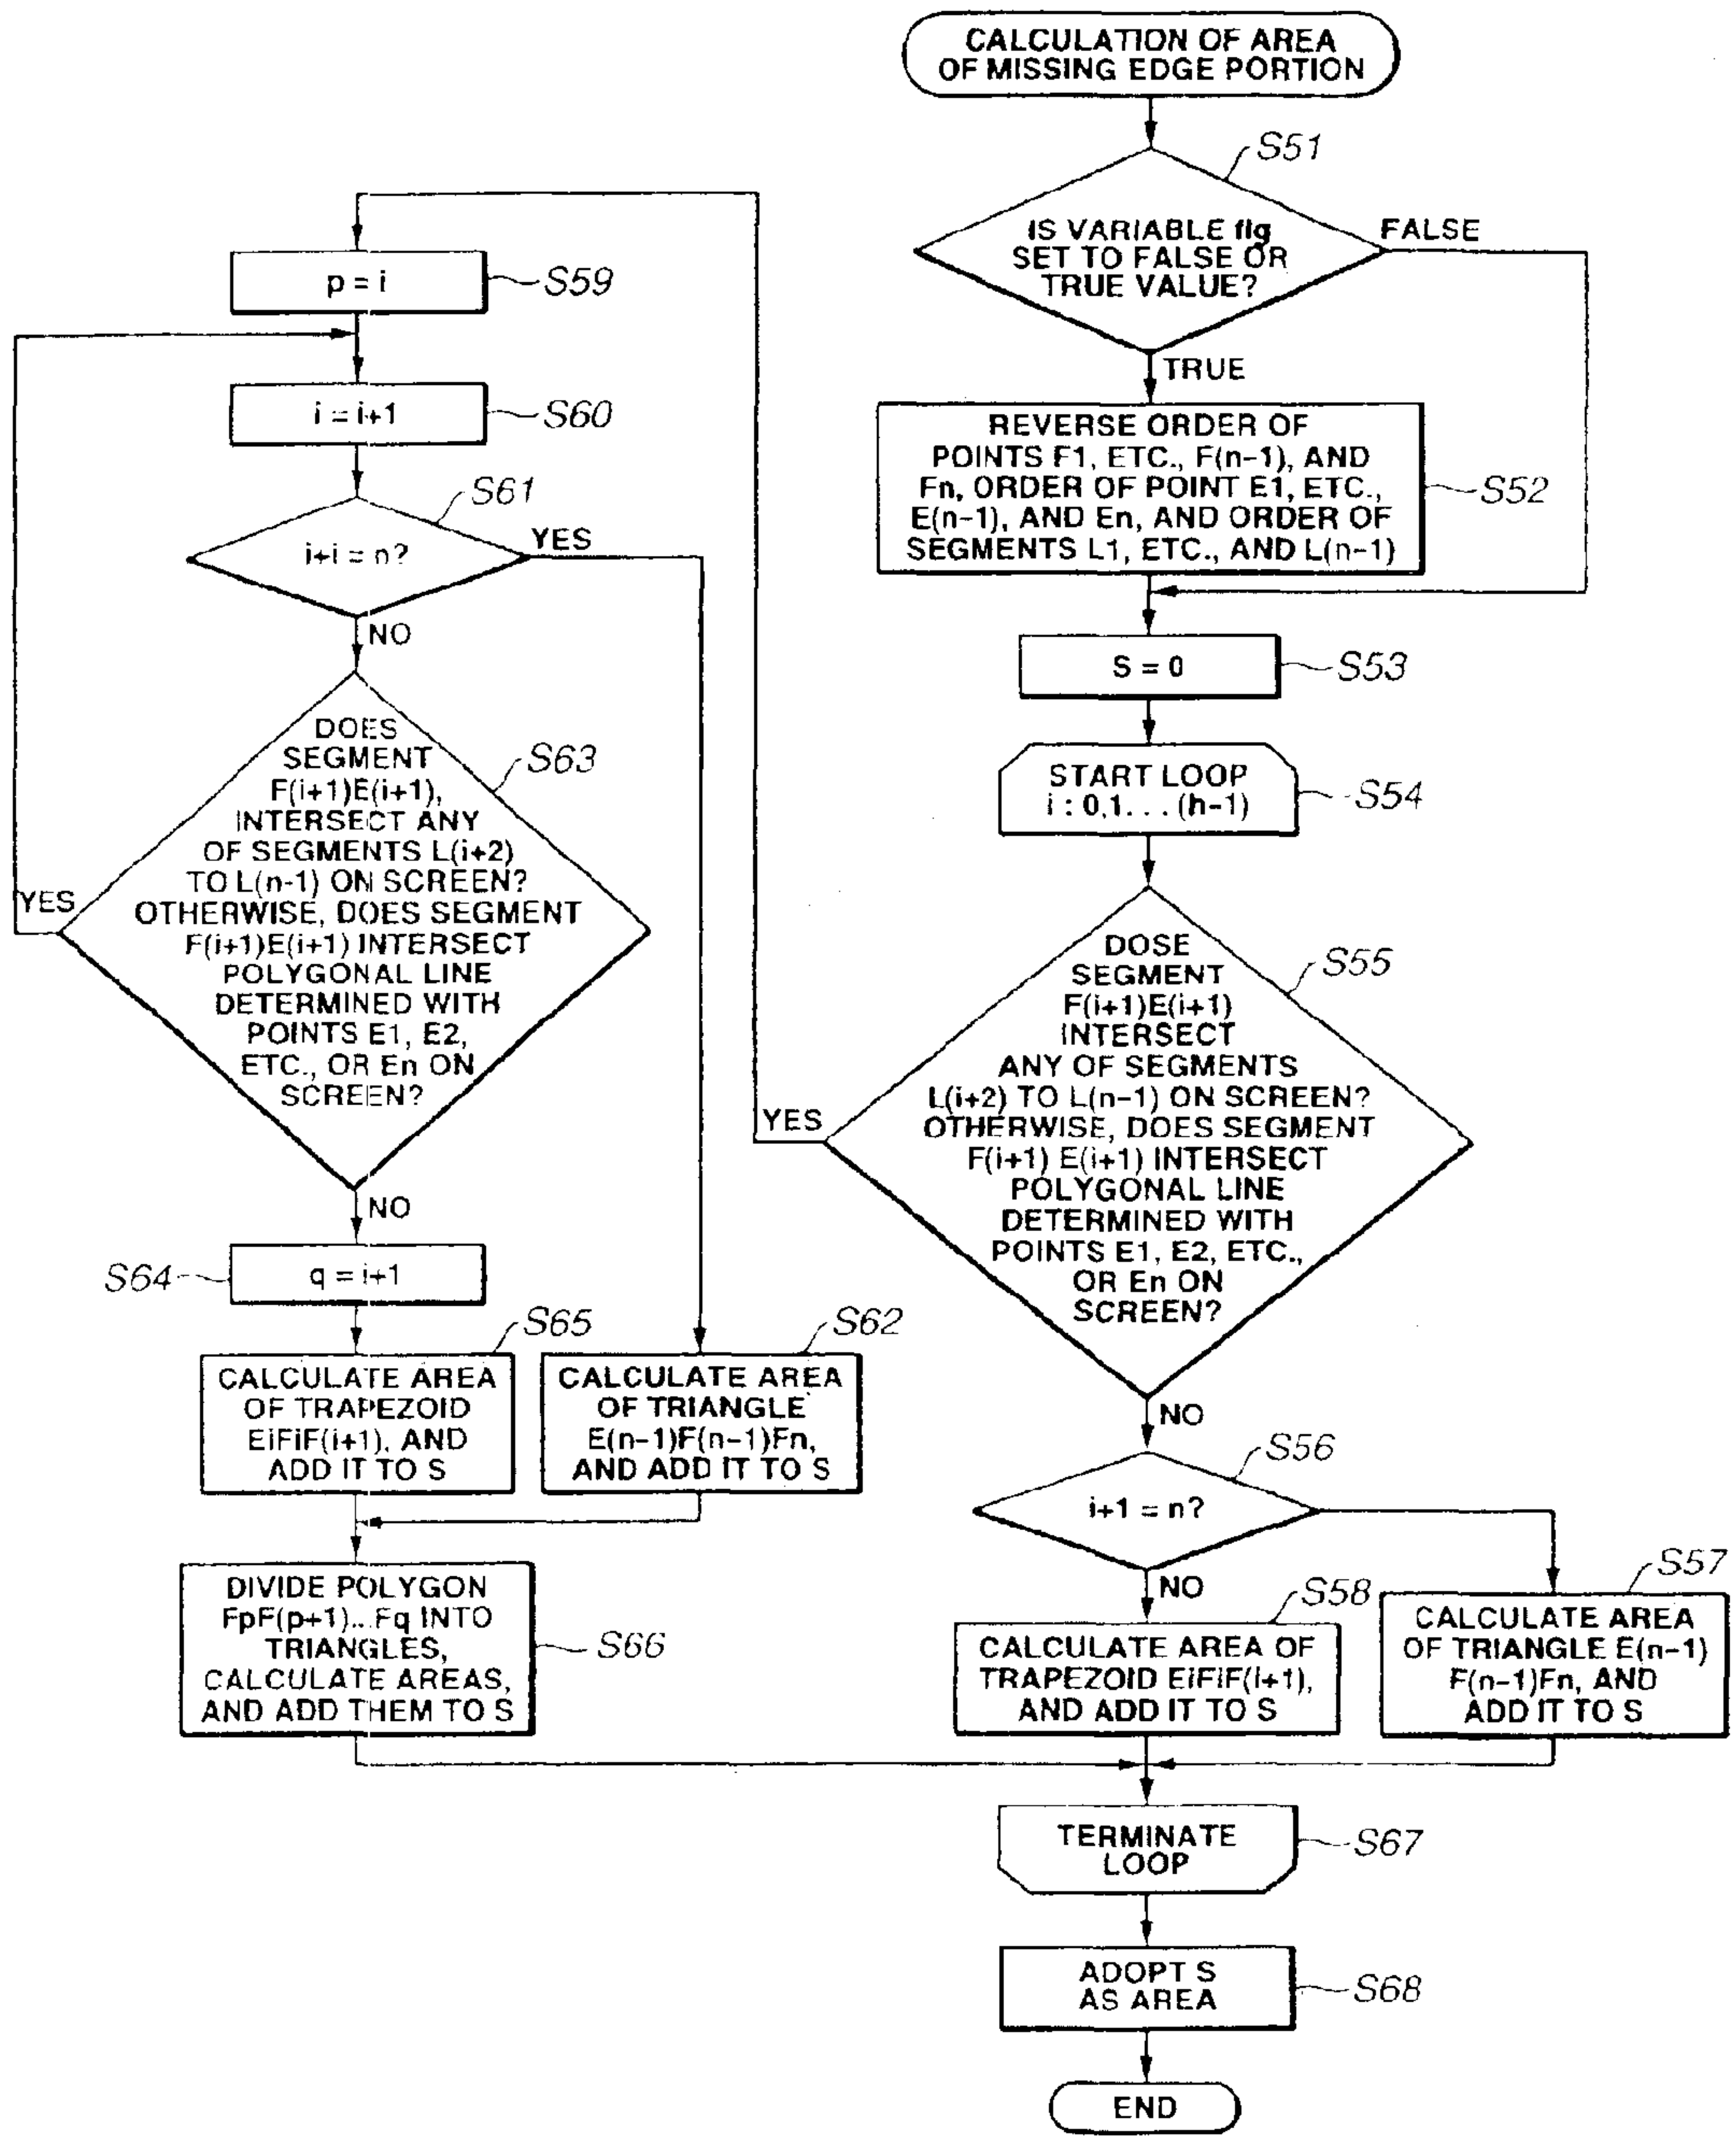 CALCULATION OF AREA
OF MISSING EDGE PORTION
S51
IS VARIABLE flg
SET TO FALSE OR
TRUE VALUE?
FALSE
TRUE
REVERSE ORDER OF
POINTS F1, ETC., F(n-1), AND
Fn, ORDER OF POINT E1, ETC.,
E(n-1), AND En, AND ORDER OF
SEGMENTS L1, ETC., AND L(n-1)
S52
S = 0
S53
START LOOP
i : 0,1...(h-1)
S54
DOSE
SEGMENT
F(i+1)E(i+1)
INTERSECT
ANY OF SEGMENTS
L(i+2) TO L(n-1) ON SCREEN?
OTHERWISE, DOES SEGMENT
F(i+1) E(i+1) INTERSECT
POLYGONAL LINE
DETERMINED WITH
POINTS E1, E2, ETC.,
OR En ON
SCREEN?
S55
YES
NO
i+1 = n?
S56
NO
S57
CALCULATE AREA
OF TRIANGLE E(n-1)
F(n-1)Fn, AND
ADD IT TO S
S58
CALCULATE AREA OF
TRAPEZOID EiFiF(i+1),
AND ADD IT TO S
p = i
S59
i = i+1
S60
S61
i+i = n?
YES
NO
DOES
SEGMENT
F(i+1)E(i+1),
INTERSECT ANY
OF SEGMENTS L(i+2)
TO L(n-1) ON SCREEN?
OTHERWISE, DOES SEGMENT
F(i+1)E(i+1) INTERSECT
POLYGONAL LINE
DETERMINED WITH
POINTS E1, E2,
ETC., OR En ON
SCREEN?
S63
YES
NO
S64
q = i+1
S65
CALCULATE AREA
OF TRAPEZOID
EiFiF(i+1), AND
ADD IT TO S
S62
CALCULATE AREA
OF TRIANGLE
E(n-1)F(n-1)Fn,
AND ADD IT TO S
DIVIDE POLYGON
FpF(p+1)...Fq INTO
TRIANGLES,
CALCULATE AREAS,
AND ADD THEM TO S
S66
TERMINATE
LOOP
S67
ADOPT S
AS AREA
S68
END